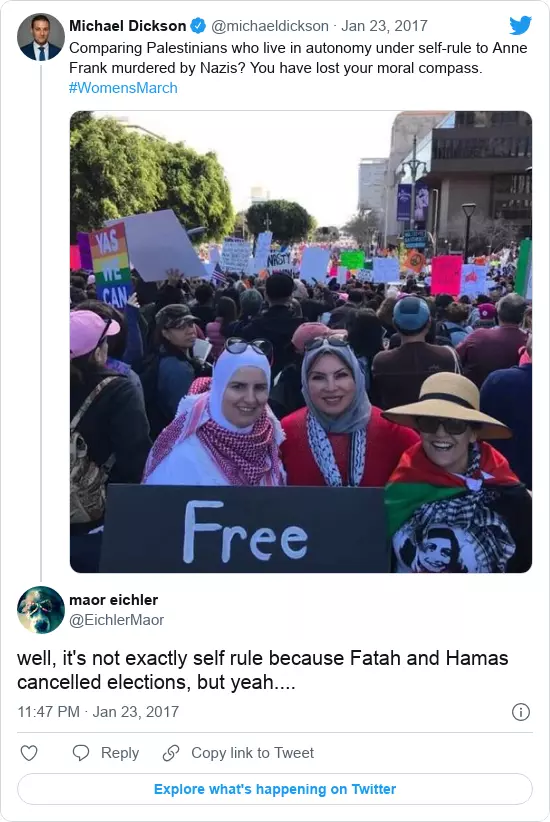 Michael Dickson @michaeldickson · Jan 23, 2017
Comparing Palestinians who live in autonomy under self-rule to Anne
Frank murdered by Nazis? You have lost your moral compass.
#WomensMarch
YAS
WE
CAN
NASTY
Free
maor eichler
@EichlerMaor
well, it's not exactly self rule because Fatah and Hamas
cancelled elections, but yeah....
11:47 PM · Jan 23, 2017
Reply
Copy link to Tweet
Explore what's happening on Twitter